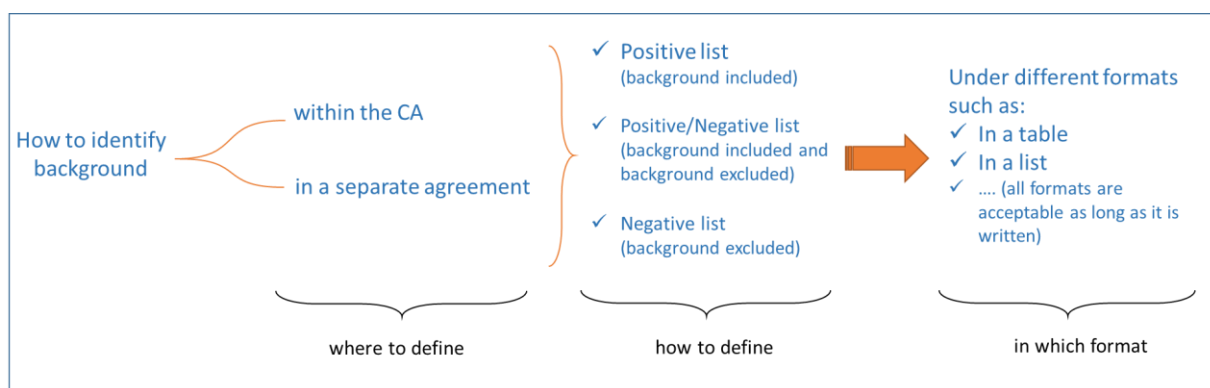 How to identify
background
within the CA
in a separate agreement
✓ Positive list
(background included)
✓ Positive/Negative list
(background included and
background excluded)
✓ Negative list
(background excluded)
Under different formats
such as:
✓ In a table
✓ In a list
✓ .... (all formats are
acceptable as long as it is
written)
where to define
how to define
in which format